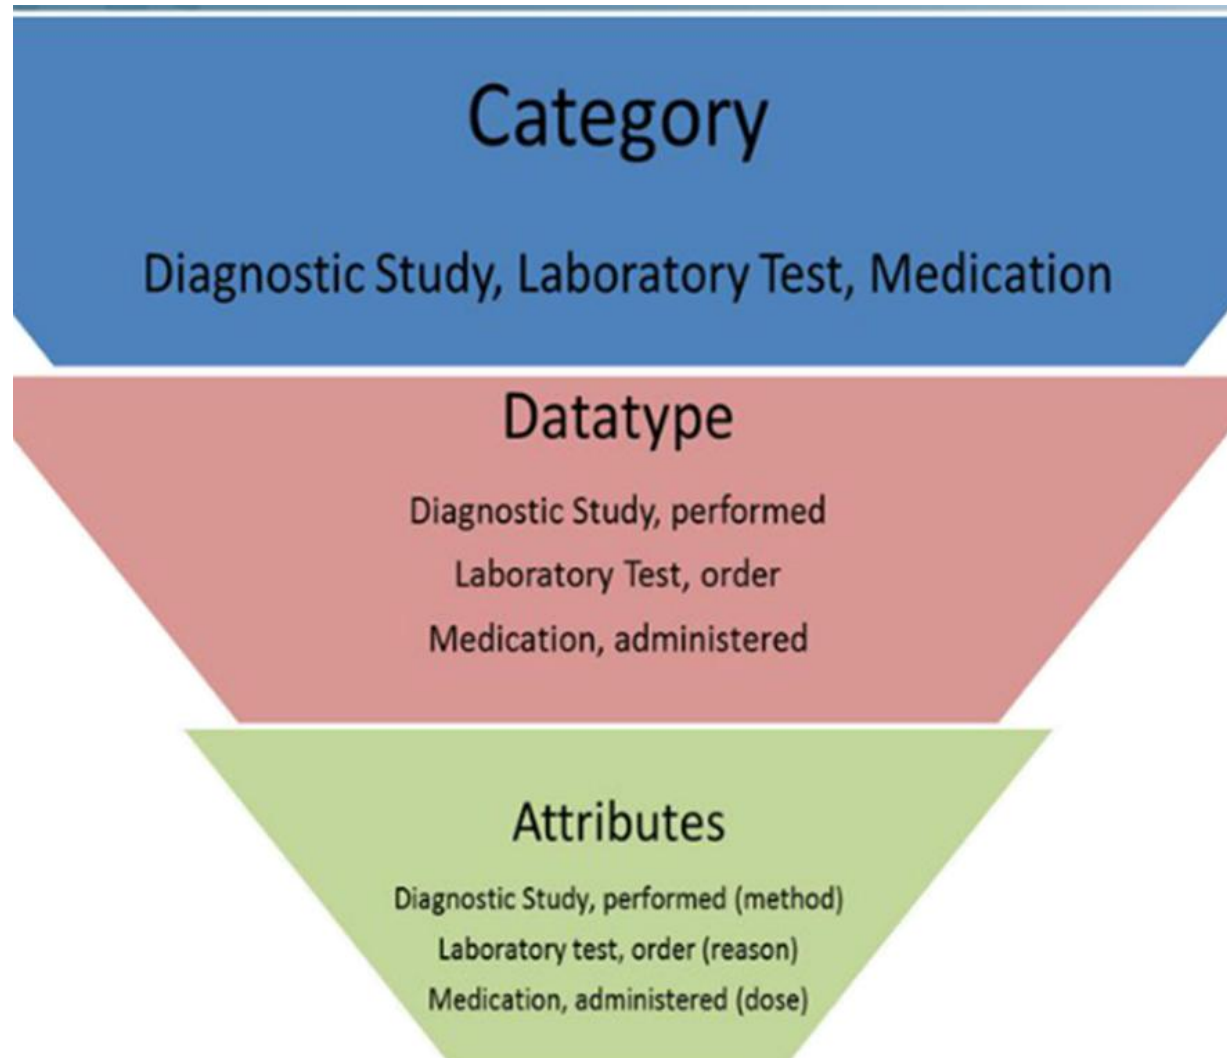 Category
Diagnostic Study, Laboratory Test, Medication
Datatype
Diagnostic Study, performed
Laboratory Test, order
Medication, administered
Attributes
Diagnostic Study, performed (method)
Laboratory test, order (reason)
Medication, administered (dose)